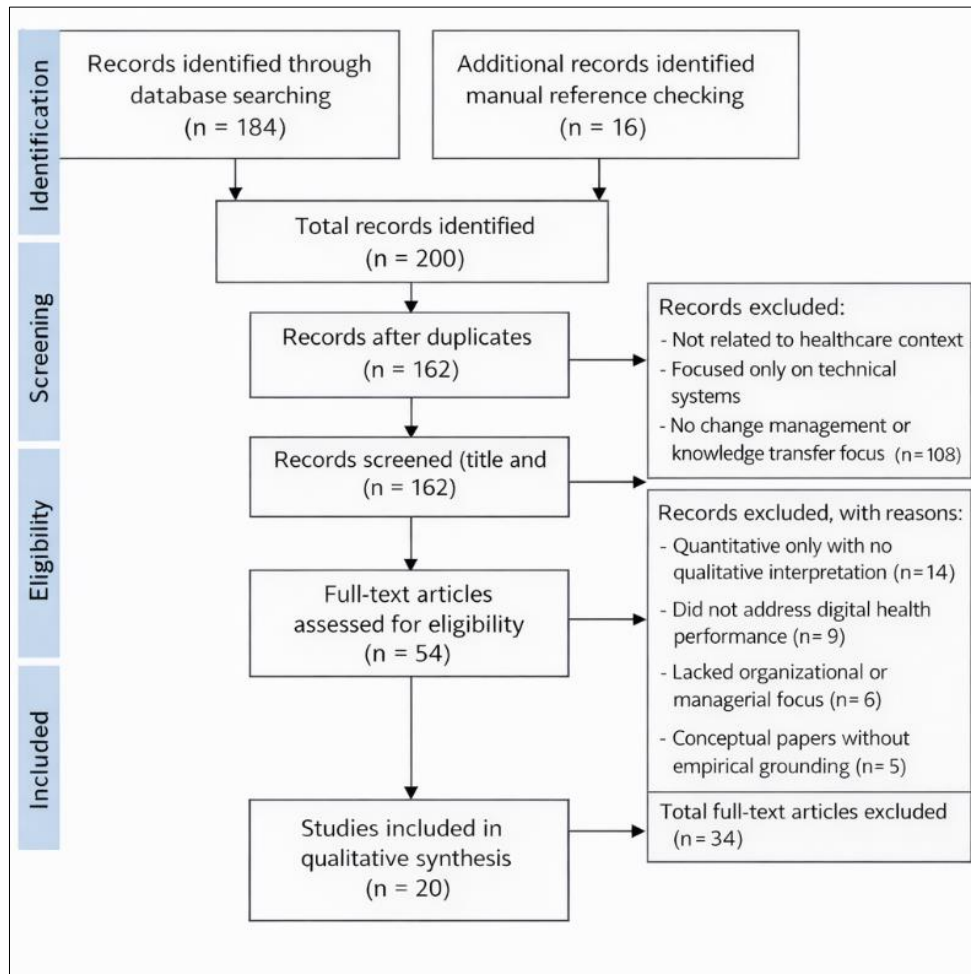 Identification
Records identified through
database searching
(n = 184)
Additional records identified
manual reference checking
(n = 16)
Total records identified
(n = 200)
Screening
Records after duplicates
(n = 162)
Records excluded:
- Not related to healthcare context
- Focused only on technical
systems
- No change management or
knowledge transfer focus (n=108)
Records screened (title and
(n = 162)
Eligibility
Full-text articles
assessed for eligibility
(n = 54)
Records excluded, with reasons:
- Quantitative only with no
qualitative interpretation (n=14)
- Did not address digital health
performance (n= 9)
- Lacked organizational or
managerial focus (n= 6)
- Conceptual papers without
empirical grounding (n= 5)
Total full-text articles excluded
(n = 34)
Included
Studies included in
qualitative synthesis
(n = 20)